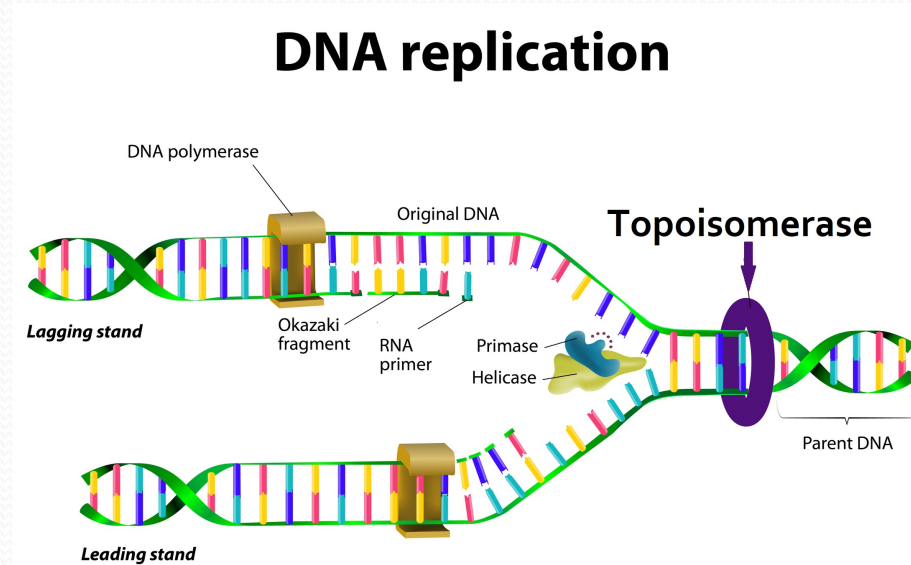 DNA replication
DNA polymerase
Original DNA
Topoisomerase
Lagging stand
Okazaki
fragment
RNA
primer
Primase
Helicase
Parent DNA
Leading stand